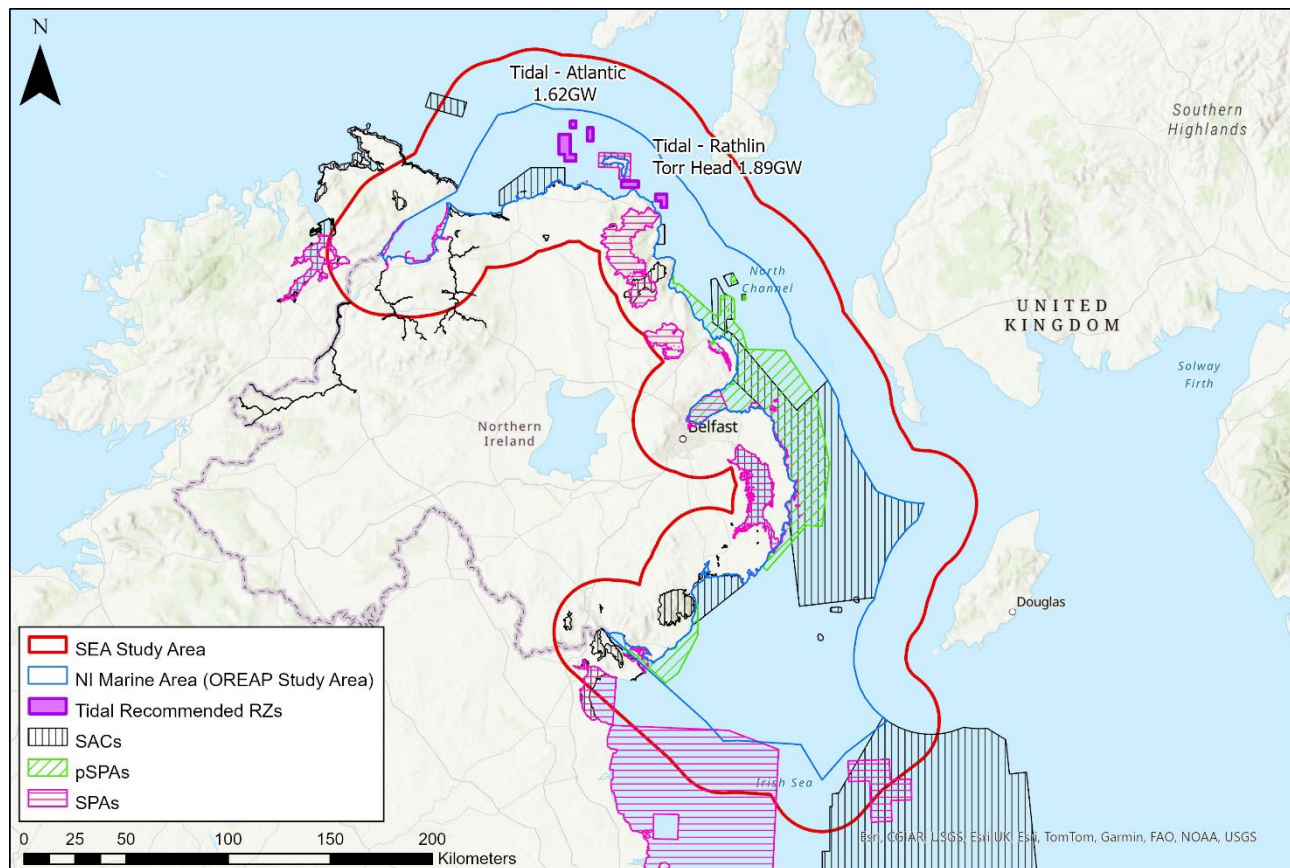 N
Tidal - Atlantic
1.62GW
Southern
Highlands
Tidal - Rathlin
Torr Head 1.89GW
North
Channel
UNITED
KINGDOM
Solway
Firth
Northern
Ireland
Belfast
Douglas
SEA Study Area
NI Marine Area (OREAP Study Area)
Tidal Recommended RZs
SACs
pSPAs
SPAs
Irish Sea
Esri, CGIAR, USGS, Esri UK, Esri, TomTom, Garmin, FAO, NOAA, USGS
0 25 50 100 150 200
Kilometers